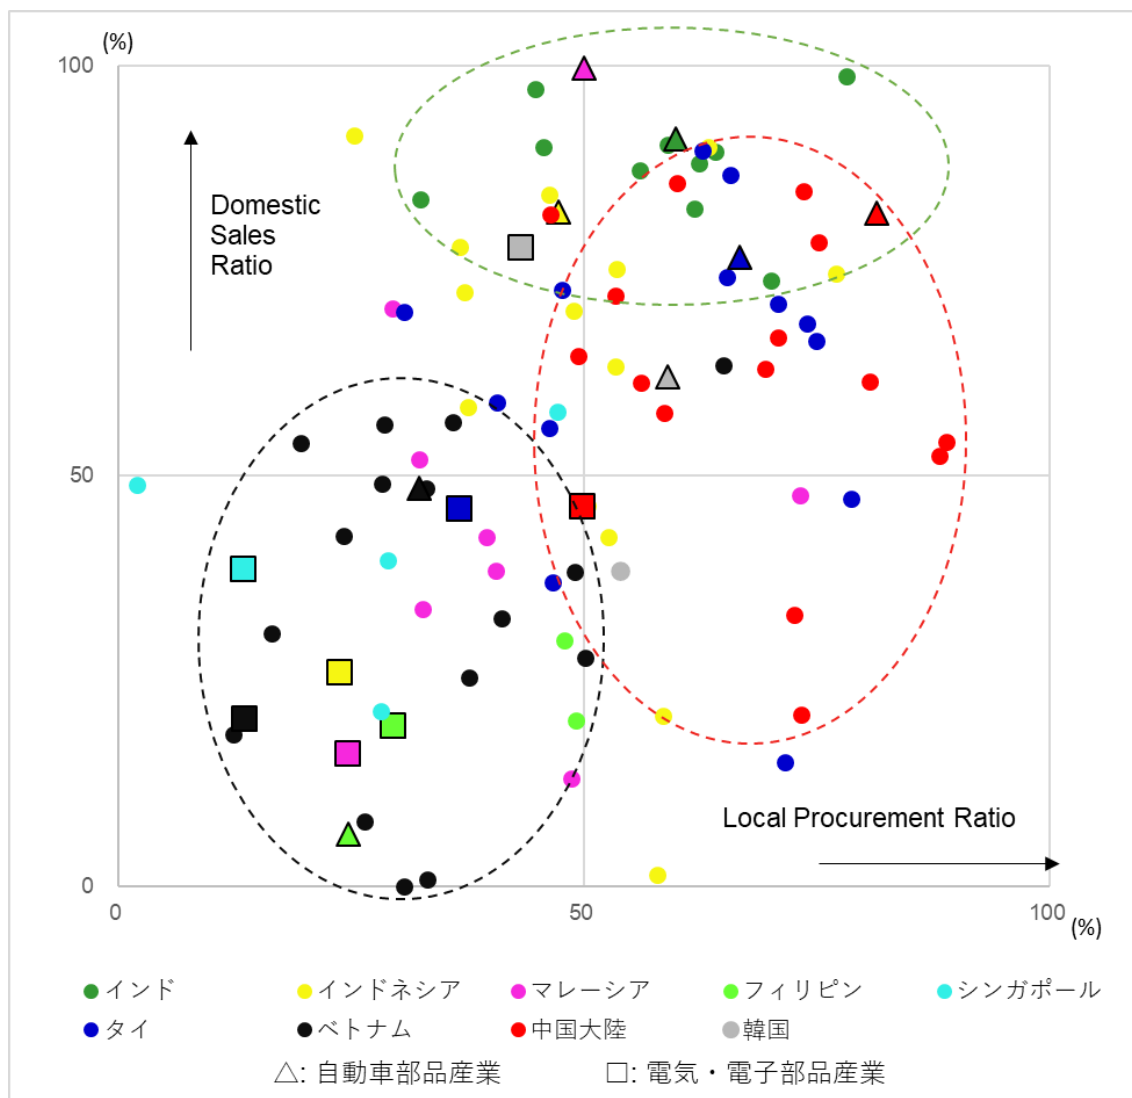 (%)
100
Domestic
Sales
Ratio
50
Local Procurement Ratio
0
0
50
100
(%)
インド
インドネシア
マレーシア
フィリピン
シンガポール
タイ
ベトナム
中国大陸
韓国
△: 自動車部品産業
□: 電気・電子部品産業